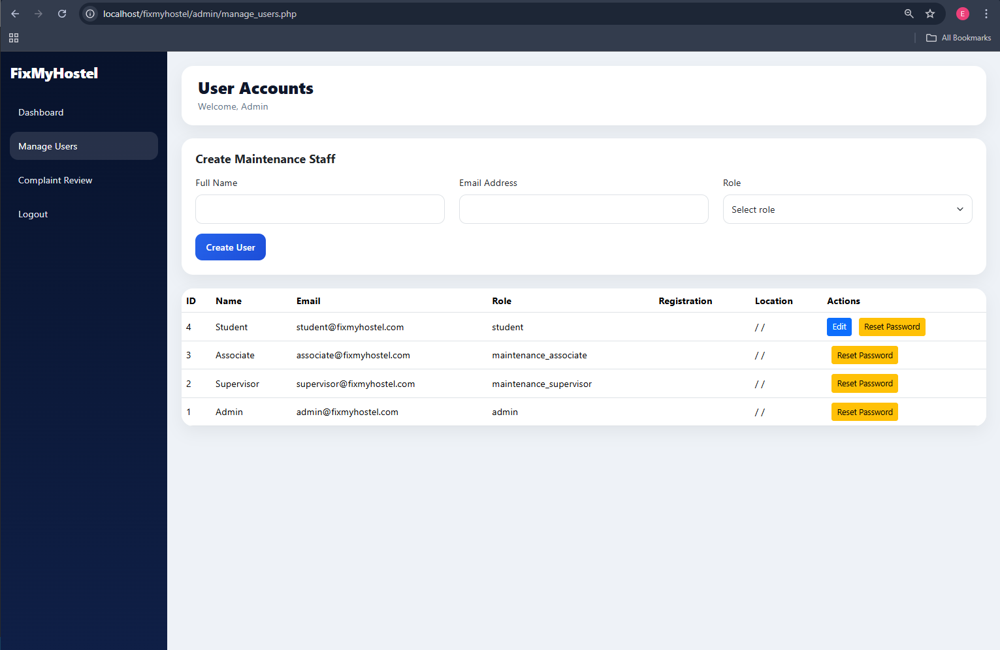 localhost/fixmyhostel/admin/manage_users.php
E
All Bookmarks
FixMyHostel
Dashboard
Manage Users
Complaint Review
Logout
User Accounts
Welcome, Admin
Create Maintenance Staff
Full Name Email Address Role
Select role
Create User
ID Name Email Role Registration Location Actions
4 Student student@fixmyhostel.com student / / Edit Reset Password
3 Associate associate@fixmyhostel.com maintenance_associate / / Reset Password
2 Supervisor supervisor@fixmyhostel.com maintenance_supervisor / / Reset Password
1 Admin admin@fixmyhostel.com admin / / Reset Password